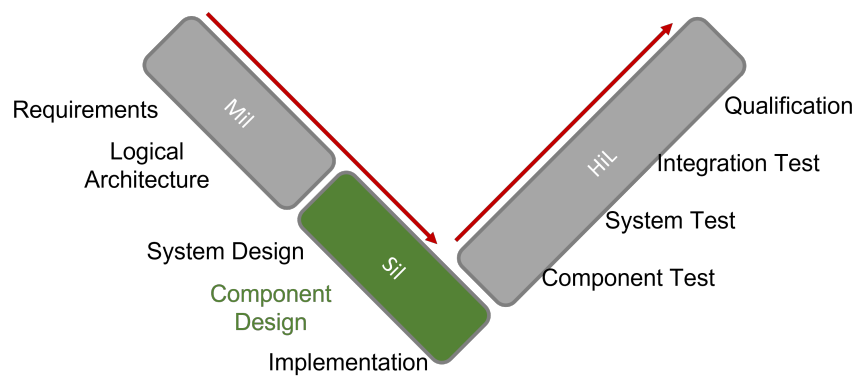 Mil
Requirements
Logical
Architecture
System Design
Sil
Component
Design
Implementation
HiL
Qualification
Integration Test
System Test
Component Test